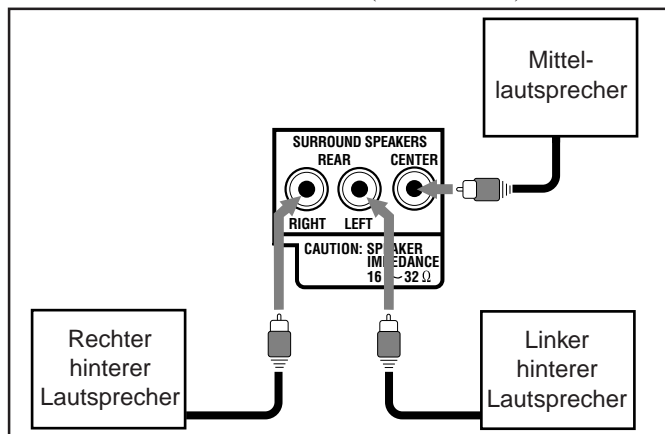 Mittel-
lautsprecher
SURROUND SPEAKERS
REAR CENTER
RIGHT LEFT
CAUTION: SPEAKER
IMPEDANCE
16 ~ 32 Ω
Rechter
hinterer
Lautsprecher
Linker
hinterer
Lautsprecher